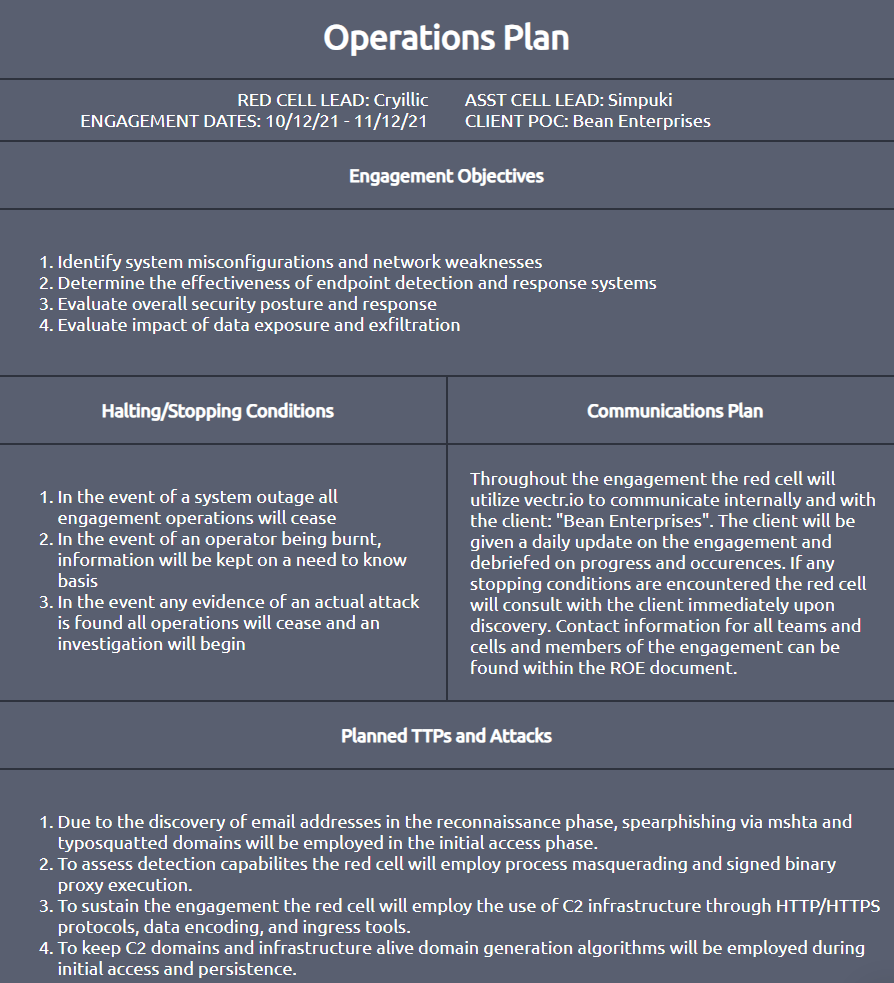 Operations Plan
RED CELL LEAD: Cryillic
ENGAGEMENT DATES: 10/12/21 - 11/12/21
ASST CELL LEAD: Simpuki
CLIENT POC: Bean Enterprises
Engagement Objectives
1. Identify system misconfigurations and network weaknesses
2. Determine the effectiveness of endpoint detection and response systems
3. Evaluate overall security posture and response
4. Evaluate impact of data exposure and exfiltration
Halting/Stopping Conditions
1. In the event of a system outage all
engagement operations will cease
2. In the event of an operator being burnt,
information will be kept on a need to know
basis
3. In the event any evidence of an actual attack
is found all operations will cease and an
investigation will begin
Communications Plan
Throughout the engagement the red cell will
utilize vectr.io to communicate internally and with
the client: "Bean Enterprises". The client will be
given a daily update on the engagement and
debriefed on progress and occurences. If any
stopping conditions are encountered the red cell
will consult with the client immediately upon
discovery. Contact information for all teams and
cells and members of the engagement can be
found within the ROE document.
Planned TTPs and Attacks
1. Due to the discovery of email addresses in the reconnaissance phase, spearphishing via mshta and
typosquatted domains will be employed in the initial access phase.
2. To assess detection capabilites the red cell will employ process masquerading and signed binary
proxy execution.
3. To sustain the engagement the red cell will employ the use of C2 infrastructure through HTTP/HTTPS
protocols, data encoding, and ingress tools.
4. To keep C2 domains and infrastructure alive domain generation algorithms will be employed during
initial access and persistence.